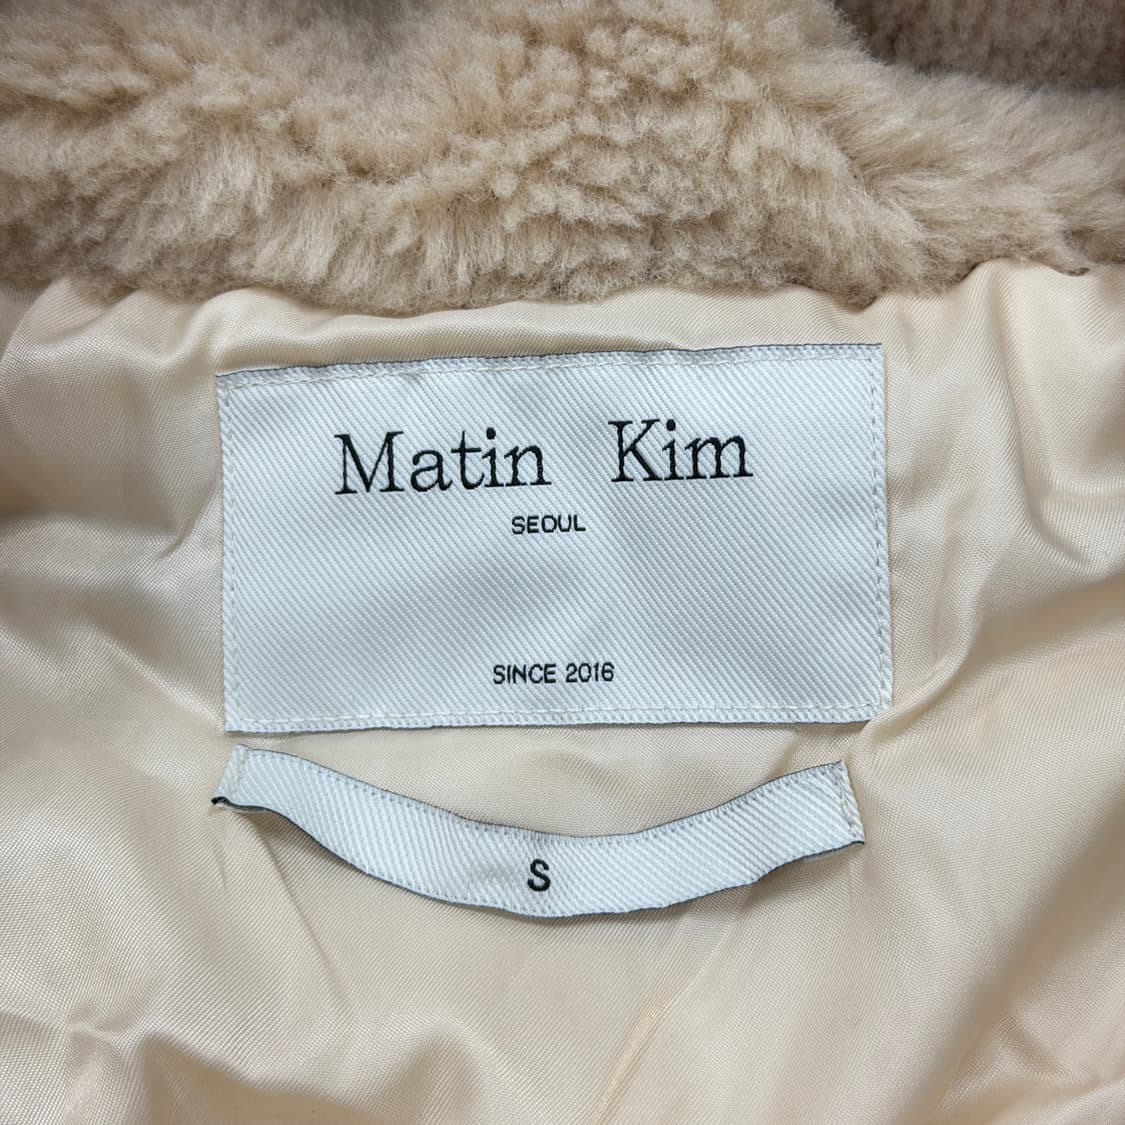 Matin Kim
SEOUL
SINCE 2016
S